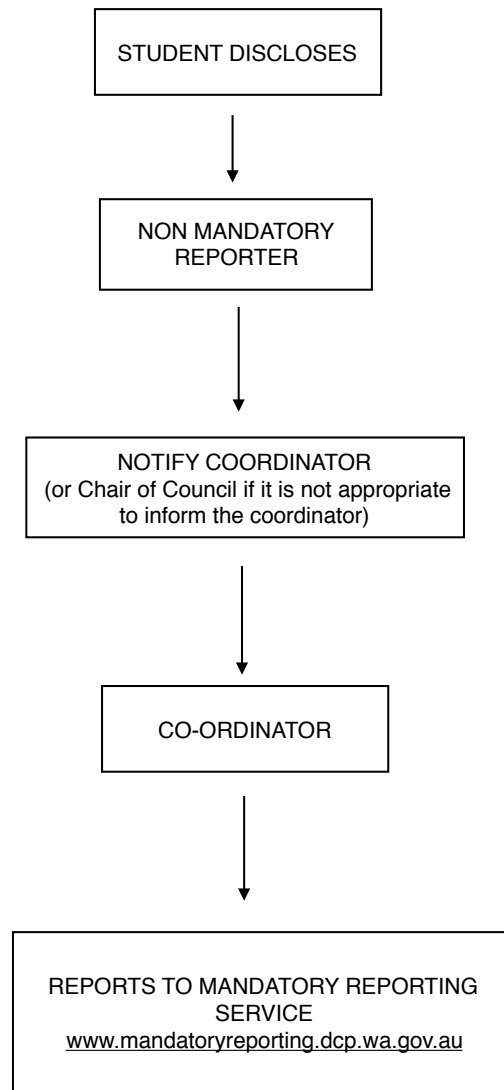 STUDENT DISCLOSES
NON MANDATORY
REPORTER
NOTIFY COORDINATOR
(or Chair of Council if it is not appropriate
to inform the coordinator)
CO-ORDINATOR
REPORTS TO MANDATORY REPORTING
SERVICE
www.mandatoryreporting.dcp.wa.gov.au